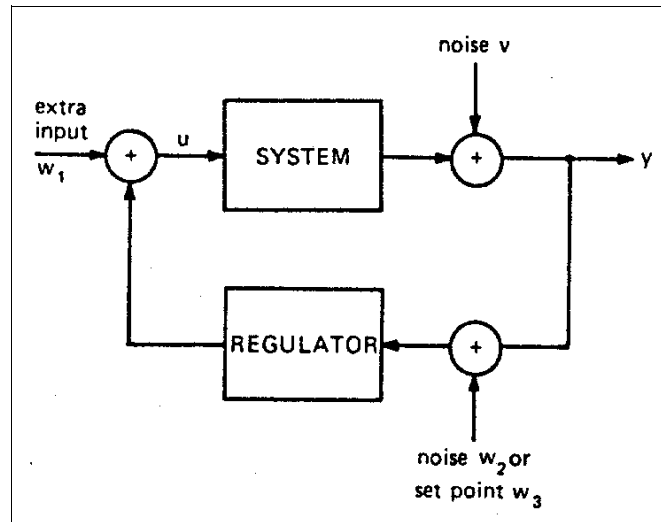 noise v
extra
input
w₁
+
u
SYSTEM
+
y
REGULATOR
+
noise w₂ or
set point w₃